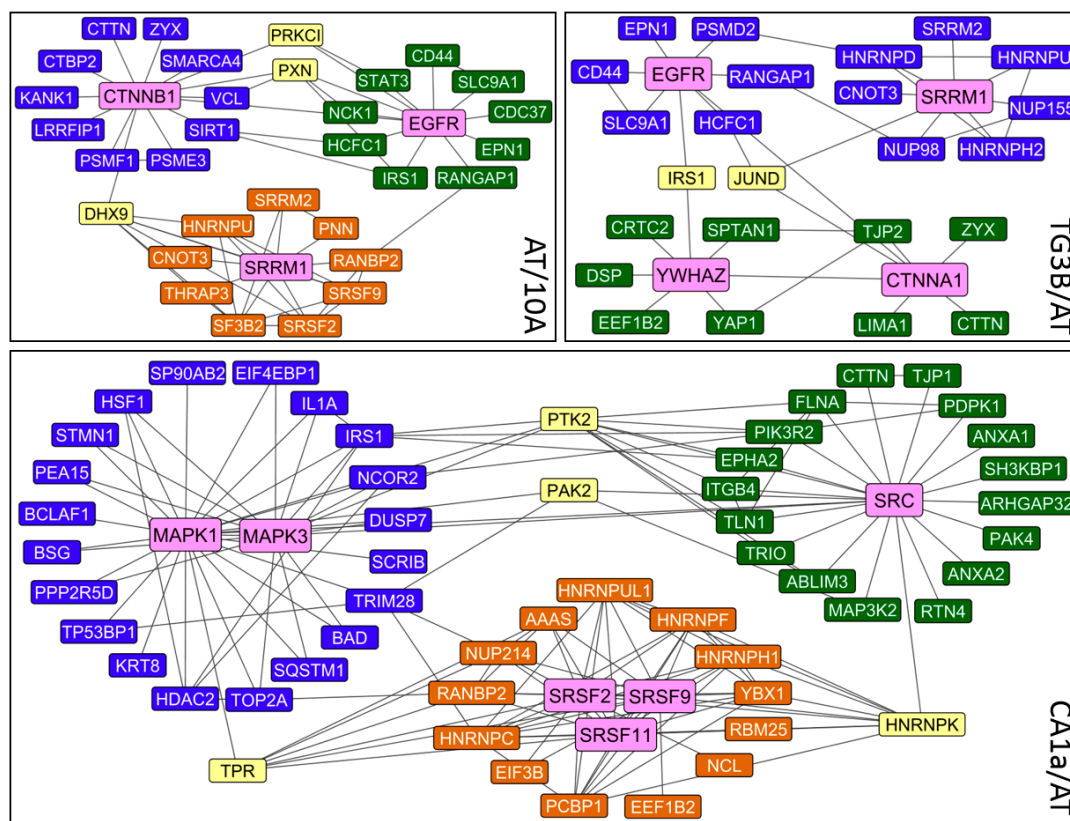 CTTN
ZYX
PRKCI
CTBP2
SMARCA4
PXN
CD44
STAT3
SLC9A1
KANK1
CTNNB1
VCL
NCK1
EGFR
CDC37
LRRFIP1
SIRT1
HCFC1
EPN1
PSMF1
PSME3
IRS1
RANGAP1
DHX9
SRRM2
HNRNPU
PNN
CNOT3
SRRM1
RANBP2
THRAP3
SRSF9
SF3B2
SRSF2
AT/10A
EPN1
PSMD2
SRRM2
HNRNPD
HNRNPU
CD44
EGFR
RANGAP1
CNOT3
SRRM1
NUP155
SLC9A1
HCFC1
NUP98
HNRNPH2
IRS1
JUND
CRTC2
SPTAN1
TJP2
ZYX
DSP
YWHAZ
CTNNA1
EEF1B2
YAP1
LIMA1
CTTN
TG3B/AT
SP90AB2
EIF4EBP1
HSF1
IL1A
STMN1
IRS1
PEA15
NCOR2
BCLAF1
MAPK1
MAPK3
DUSP7
BSG
SCRIB
PPP2R5D
TRIM28
TP53BP1
BAD
KRT8
SQSTM1
HDAC2
TOP2A
TPR
PTK2
PAK2
CTTN
TJP1
FLNA
PDPK1
PIK3R2
ANXA1
EPHA2
SH3KBP1
ITGB4
SRC
ARHGAP32
TLN1
PAK4
TRIO
ABLIM3
ANXA2
MAP3K2
RTN4
HNRNPUL1
AAAS
HNRNPF
NUP214
HNRNPH1
RANBP2
SRSF2
SRSF9
YBX1
HNRNPC
SRSF11
RBM25
HNRNPK
EIF3B
NCL
PCBP1
EEF1B2
CA1a/AT